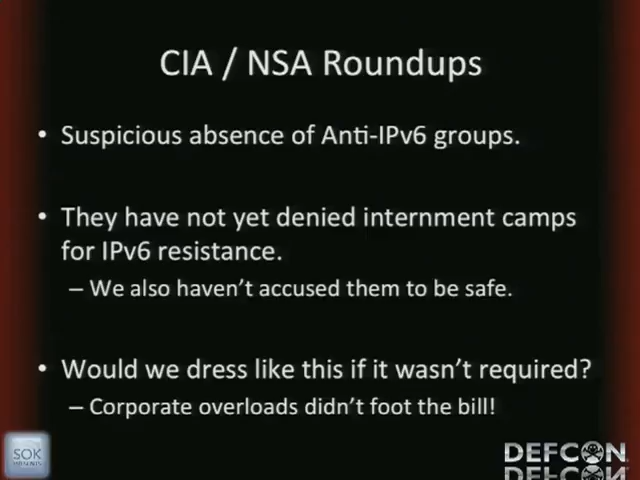 CIA / NSA Roundups
• Suspicious absence of Anti-IPv6 groups.
• They have not yet denied internment camps
for IPv6 resistance.
– We also haven't accused them to be safe.
• Would we dress like this if it wasn't required?
– Corporate overloads didn't foot the bill!
SOK
DEFCON